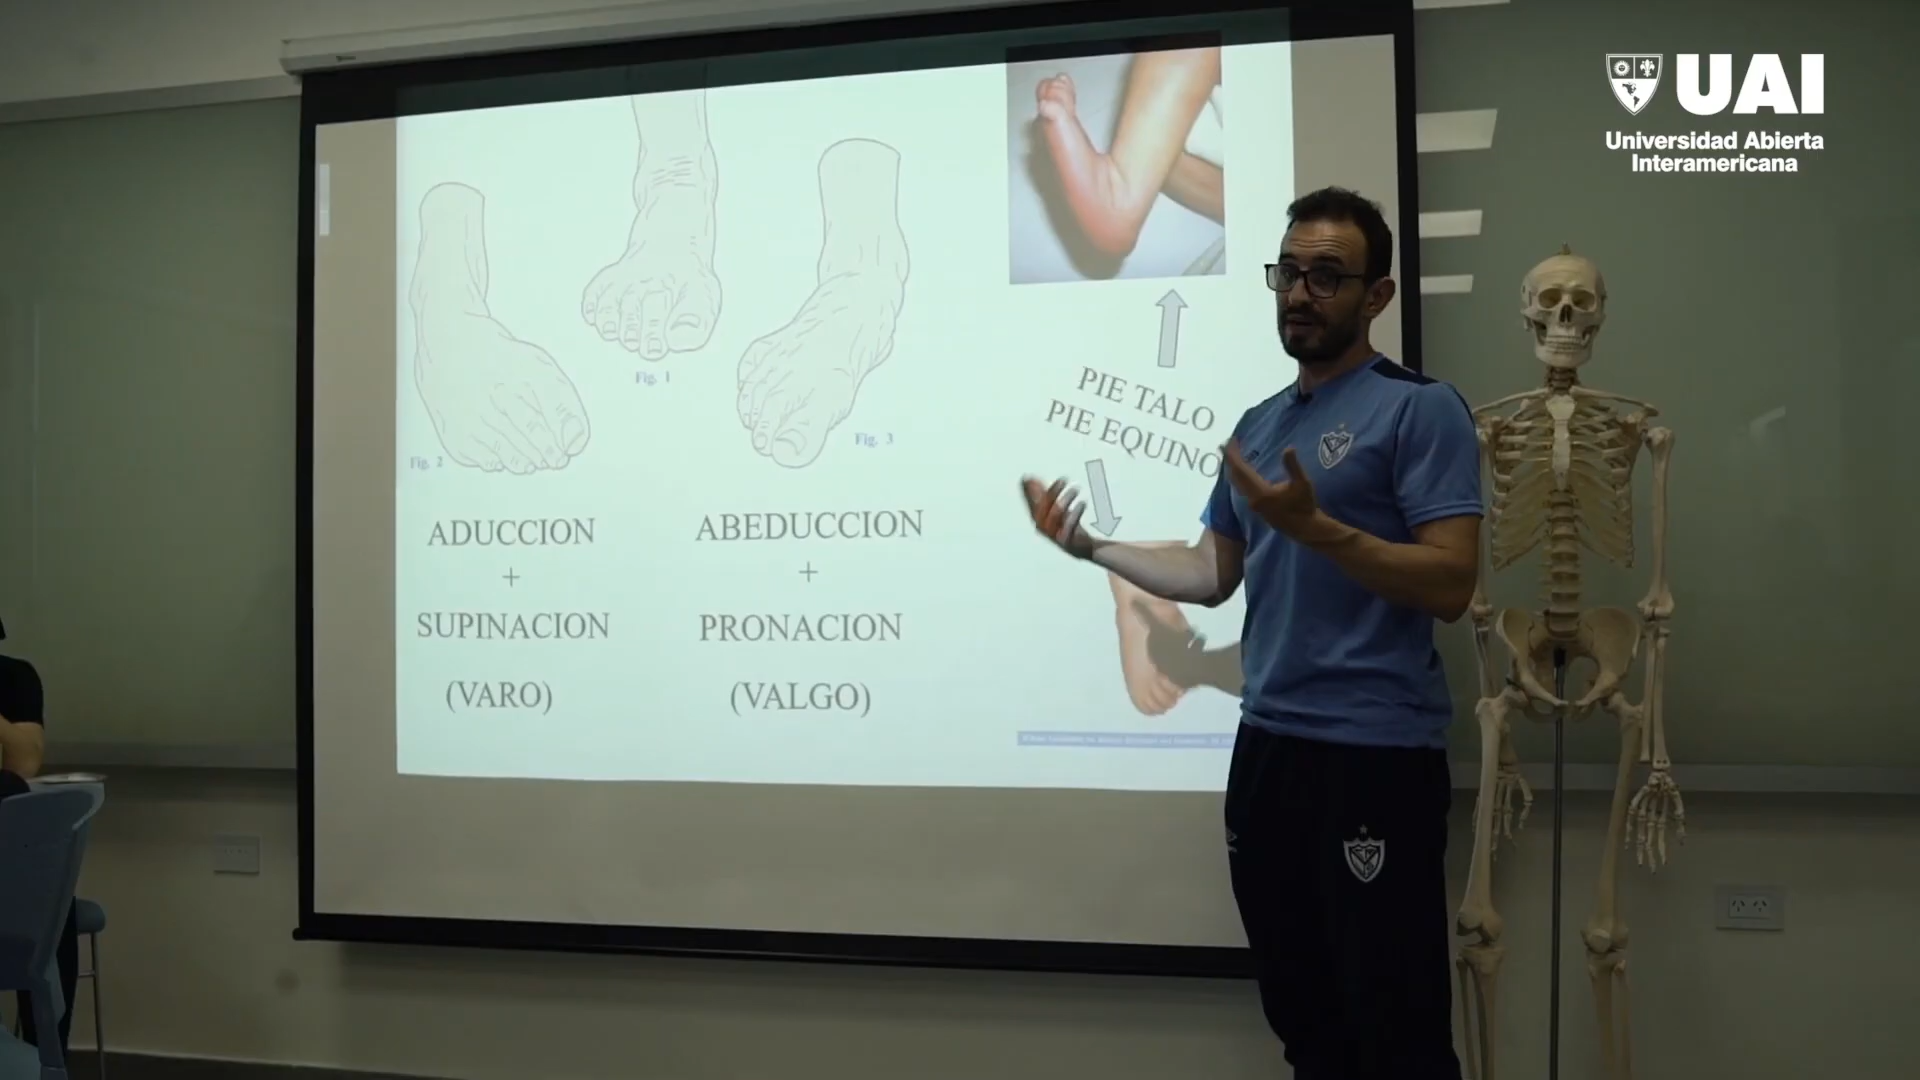 UAI
Universidad Abierta
Interamericana
Fig. 1
Fig. 2
Fig. 3
ADUCCION
+
SUPINACION
(VARO)
ABEDUCCION
+
PRONACION
(VALGO)
PIE TALO
PIE EQUINO